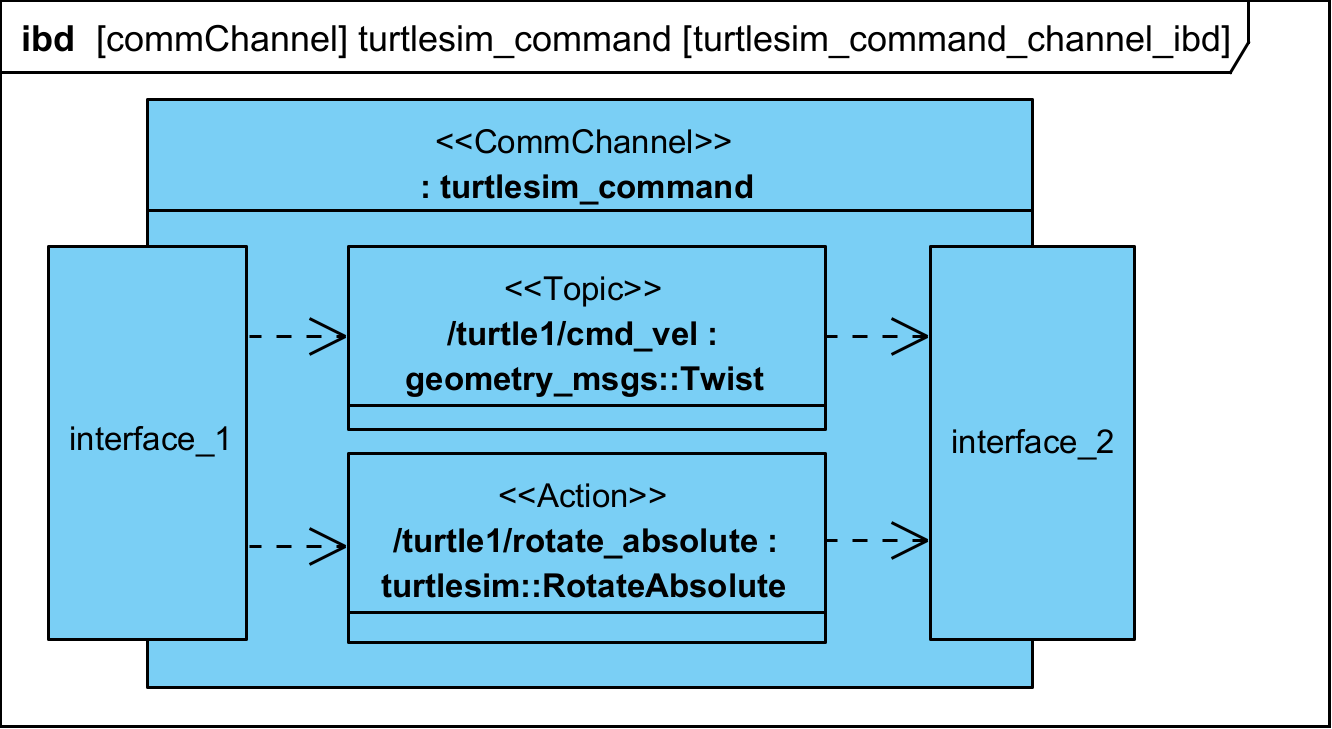 ibd [commChannel] turtlesim_command [turtlesim_command_channel_ibd]
<<CommChannel>>
: turtlesim_command
interface_1
<<Topic>>
/turtle1/cmd_vel :
geometry_msgs::Twist
<<Action>>
/turtle1/rotate_absolute :
turtlesim::RotateAbsolute
interface_2